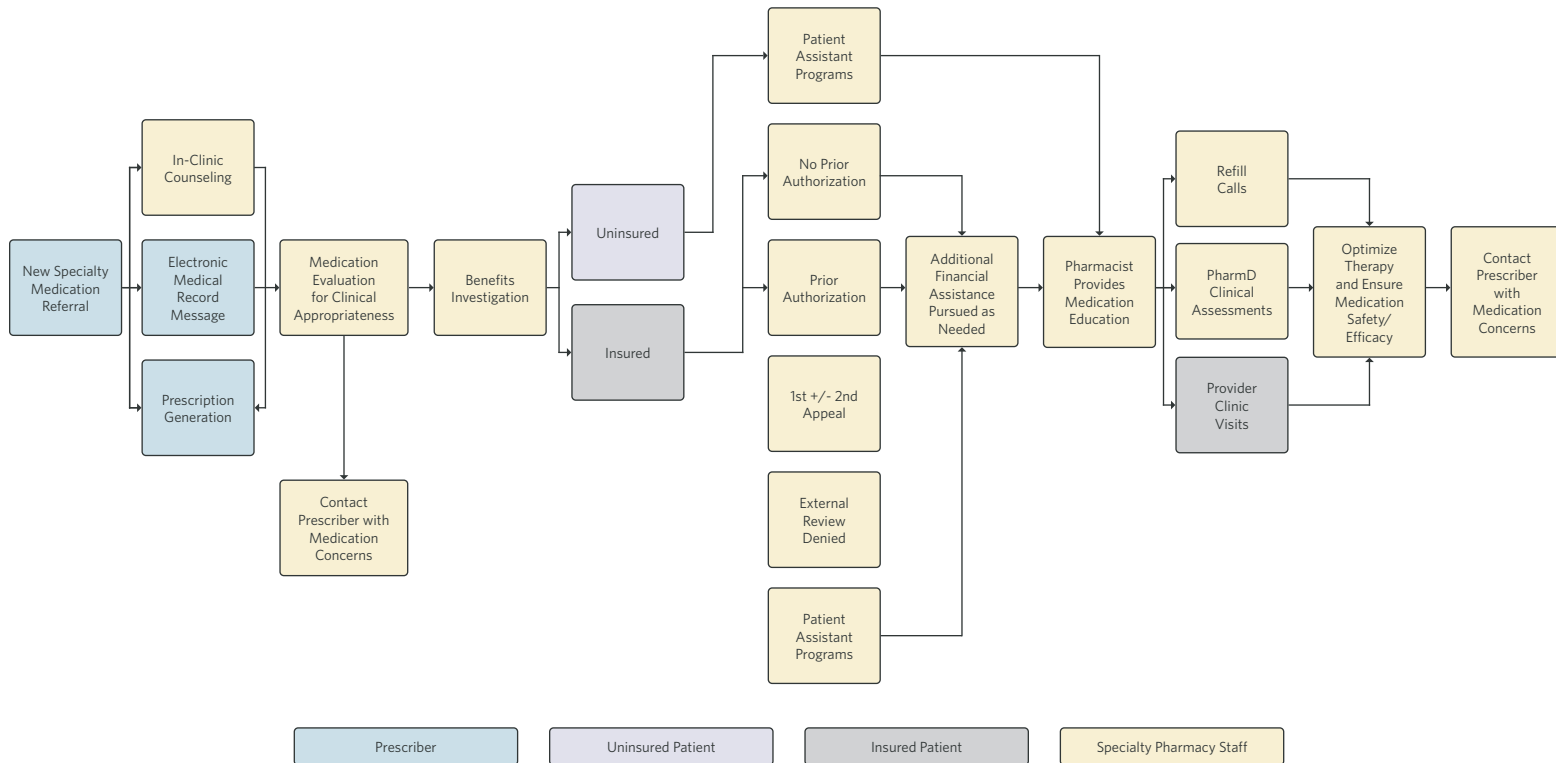 New Specialty
Medication
Referral
In-Clinic
Counseling
Electronic
Medical
Record
Message
Prescription
Generation
Medication
Evaluation
for Clinical
Appropriateness
Contact
Prescriber with
Medication
Concerns
Benefits
Investigation
Uninsured
Insured
Patient
Assistant
Programs
No Prior
Authorization
Prior
Authorization
1st +/- 2nd
Appeal
External
Review
Denied
Patient
Assistant
Programs
Additional
Financial
Assistance
Pursued as
Needed
Pharmacist
Provides
Medication
Education
Refill
Calls
PharmD
Clinical
Assessments
Provider
Clinic
Visits
Optimize
Therapy
and Ensure
Medication
Safety/
Efficacy
Contact
Prescriber
with
Medication
Concerns
Prescriber
Uninsured Patient
Insured Patient
Specialty Pharmacy Staff